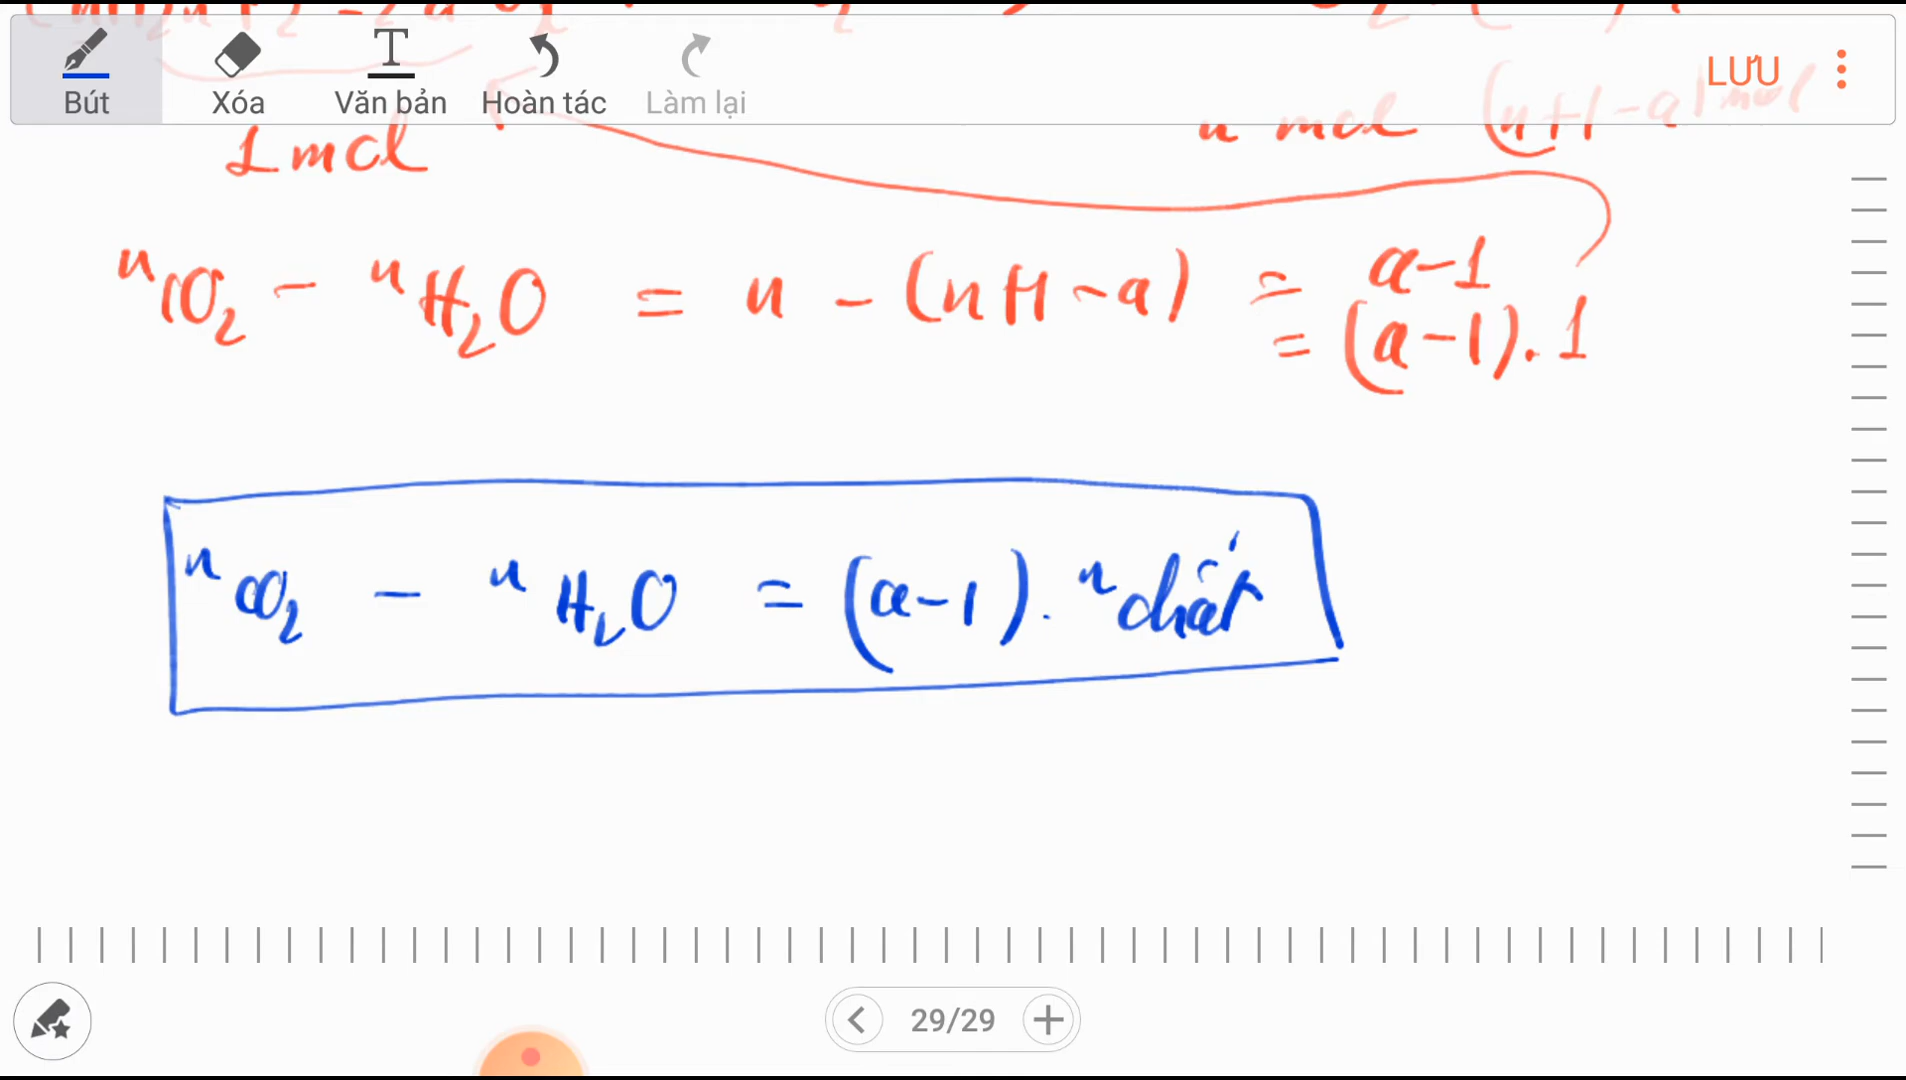 LƯU
Bút Xóa Văn bản Hoàn tác Làm lại
1 mol n mol (n+1-a) mol
nCO₂ - nH₂O = n - (n+1-a) = a-1
= (a-1).1
nCO₂ - nH₂O = (a-1). n chất
29/29